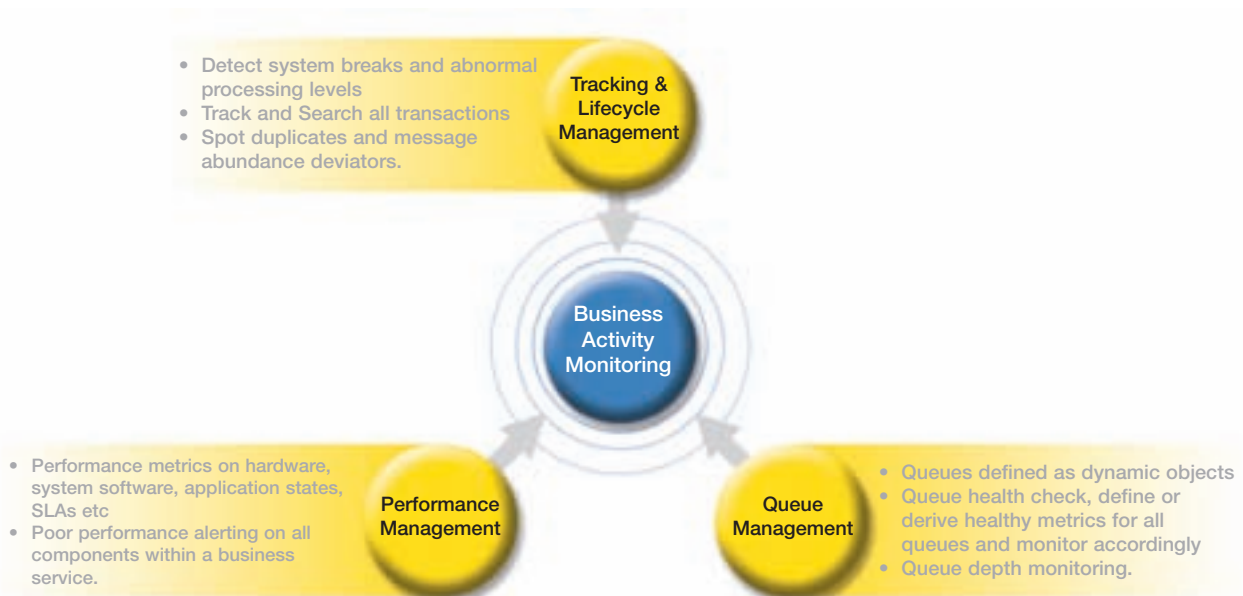 • Detect system breaks and abnormal
processing levels
• Track and Search all transactions
• Spot duplicates and message
abundance deviators.
Tracking &
Lifecycle
Management
Business
Activity
Monitoring
• Performance metrics on hardware,
system software, application states,
SLAs etc
• Poor performance alerting on all
components within a business
service.
Performance
Management
Queue
Management
• Queues defined as dynamic objects
• Queue health check, define or
derive healthy metrics for all
queues and monitor accordingly
• Queue depth monitoring.